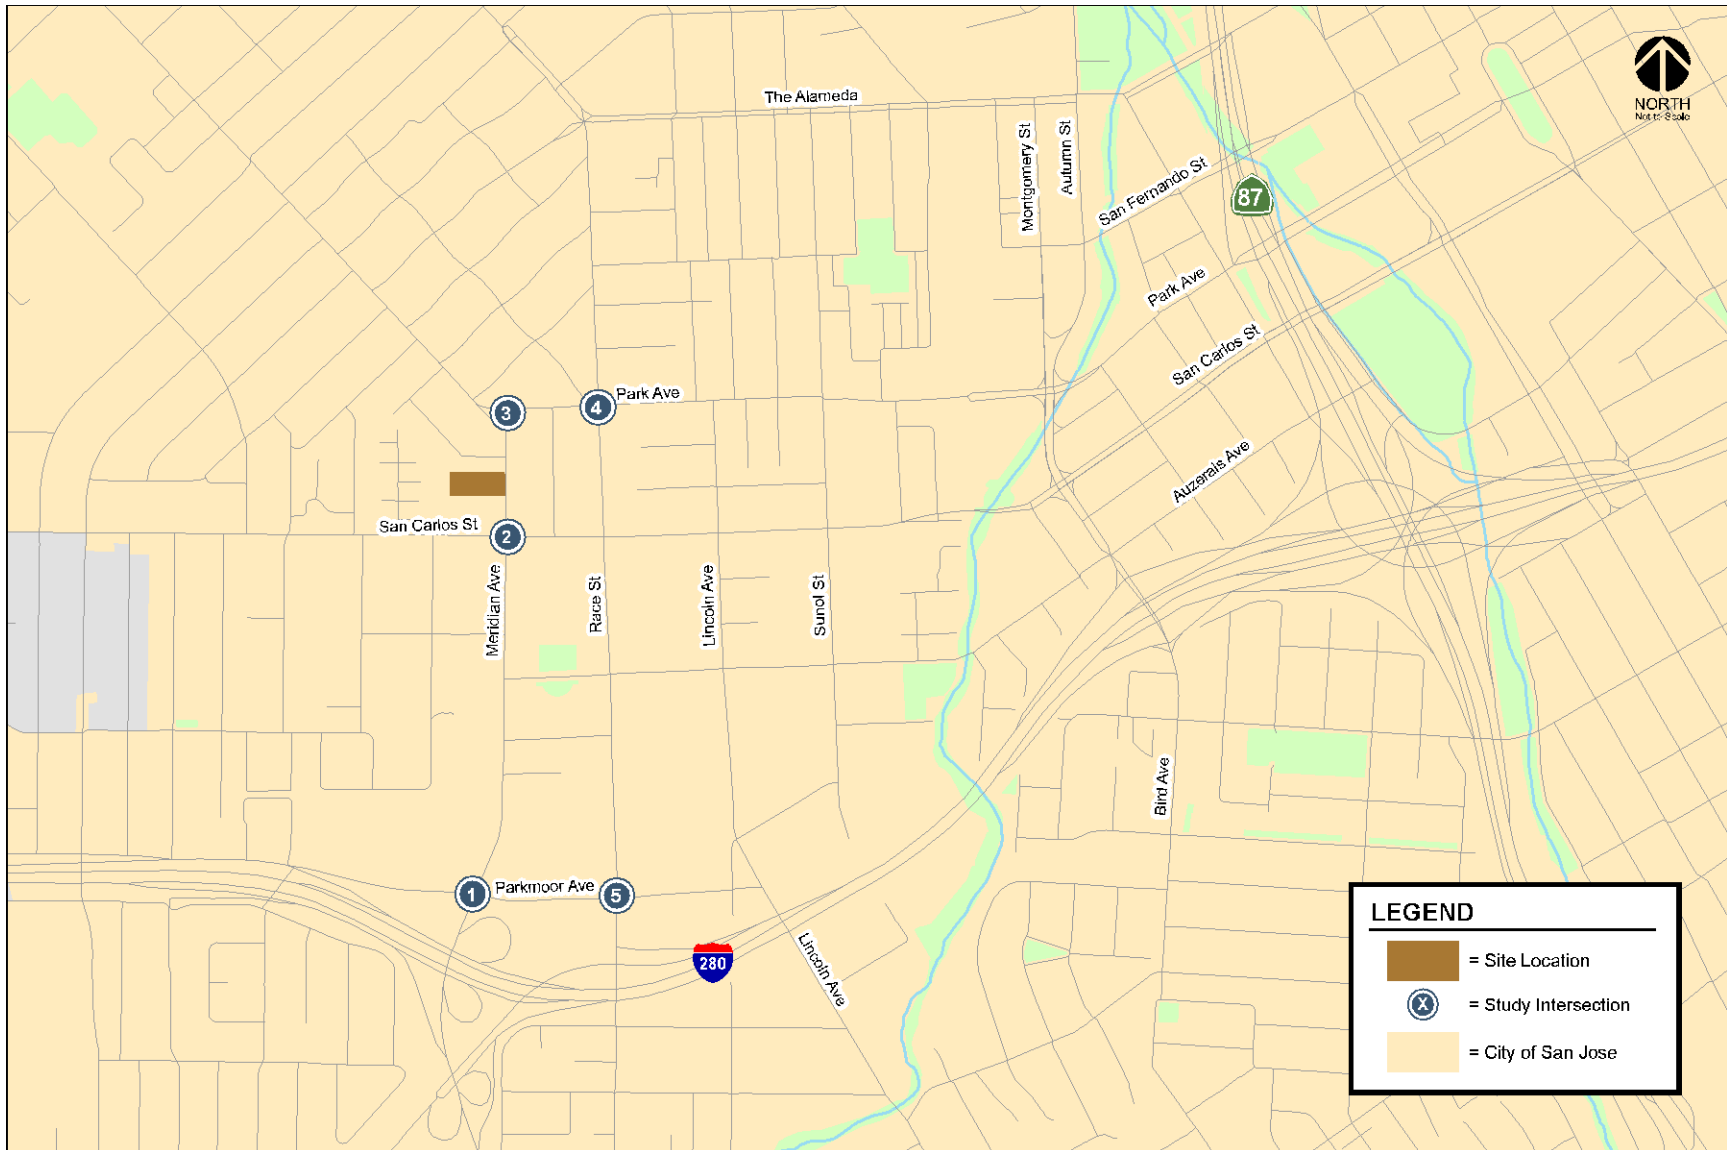 The Alameda
NORTH
Not to Scale
Montgomery St
Autumn St
San Fernando St
87
Park Ave
San Carlos St
Park Ave
3
4
Auzerais Ave
San Carlos St
2
Meridian Ave
Race St
Lincoln Ave
Sunol St
Bird Ave
1
Parkmoor Ave
5
280
Lincoln Ave
LEGEND
= Site Location
X
= Study Intersection
= City of San Jose